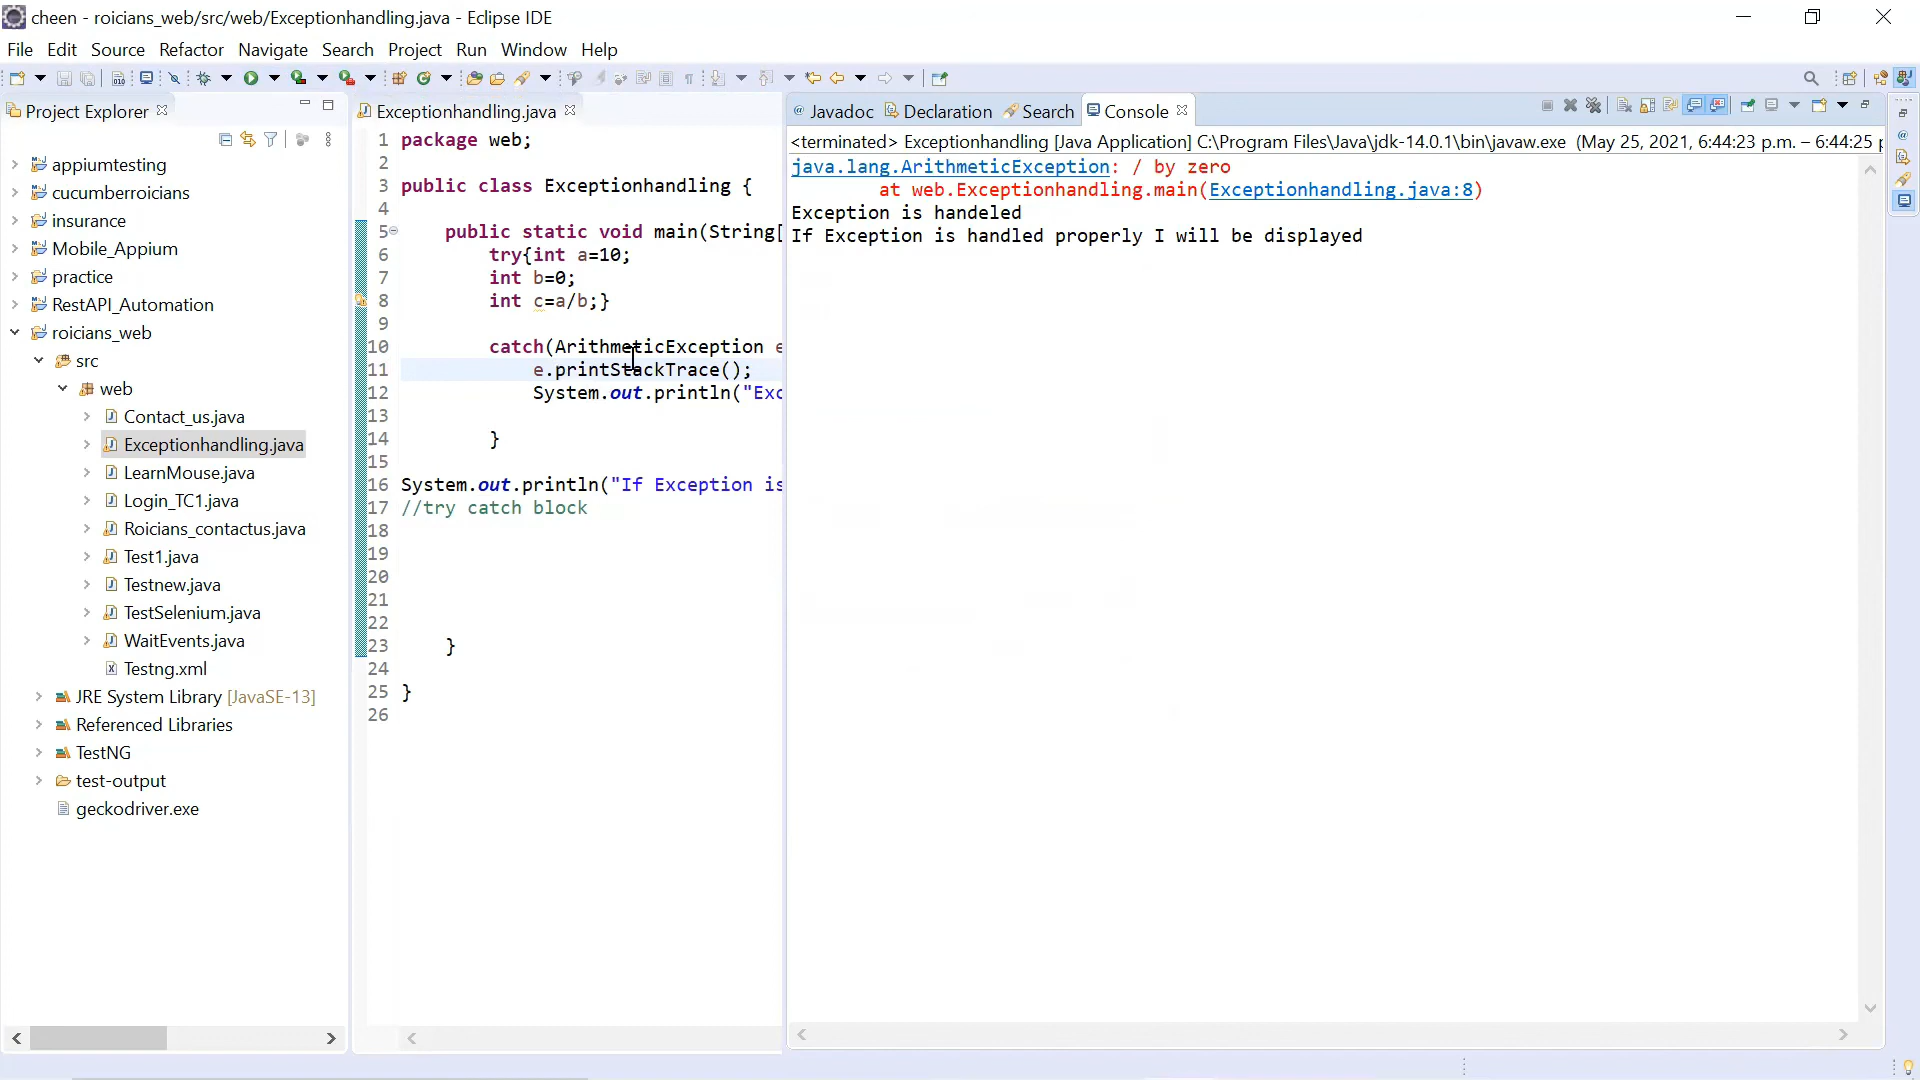 cheen - roicians_web/src/web/Exceptionhandling.java - Eclipse IDE
File Edit Source Refactor Navigate Search Project Run Window Help
Project Explorer
appiumtesting
cucumberroicians
insurance
Mobile_Appium
practice
RestAPI_Automation
roicians_web
src
web
Contact_us.java
Exceptionhandling.java
LearnMouse.java
Login_TC1.java
Roicians_contactus.java
Test1.java
Testnew.java
TestSelenium.java
WaitEvents.java
Testng.xml
JRE System Library [JavaSE-13]
Referenced Libraries
TestNG
test-output
geckodriver.exe
Exceptionhandling.java
1 package web;
2
3 public class Exceptionhandling {
4
5 public static void main(String[
6 try{int a=10;
7 int b=0;
8 int c=a/b;}
9
10 catch(ArithmeticException e
11 e.printStackTrace();
12 System.out.println("Exc
13
14 }
15
16 System.out.println("If Exception is
17 //try catch block
18
19
20
21
22
23 }
24
25 }
26
@ Javadoc Declaration Search Console
<terminated> Exceptionhandling [Java Application] C:\Program Files\Java\jdk-14.0.1\bin\javaw.exe (May 25, 2021, 6:44:23 p.m. – 6:44:25 p
java.lang.ArithmeticException: / by zero
at web.Exceptionhandling.main(Exceptionhandling.java:8)
Exception is handeled
If Exception is handled properly I will be displayed